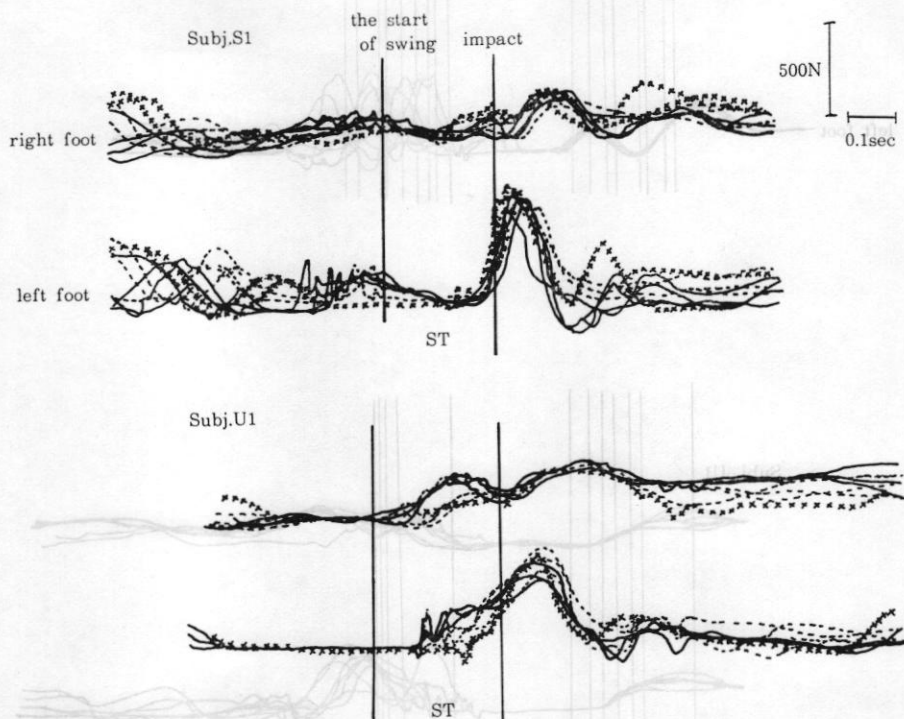 the start
of swing
impact
Subj.S1
500N
0.1sec
right foot
left foot
ST
Subj.U1
ST